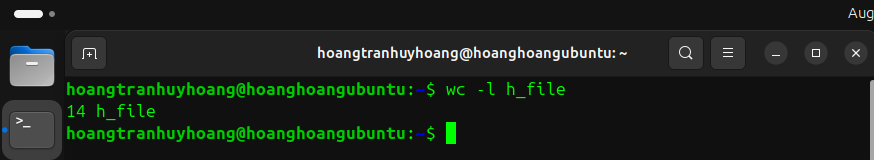 Aug
hoangtranhuyhoang@hoanghoangubuntu: ~
hoangtranhuyhoang@hoanghoangubuntu:~$ wc -l h_file
14 h_file
hoangtranhuyhoang@hoanghoangubuntu:~$
>_